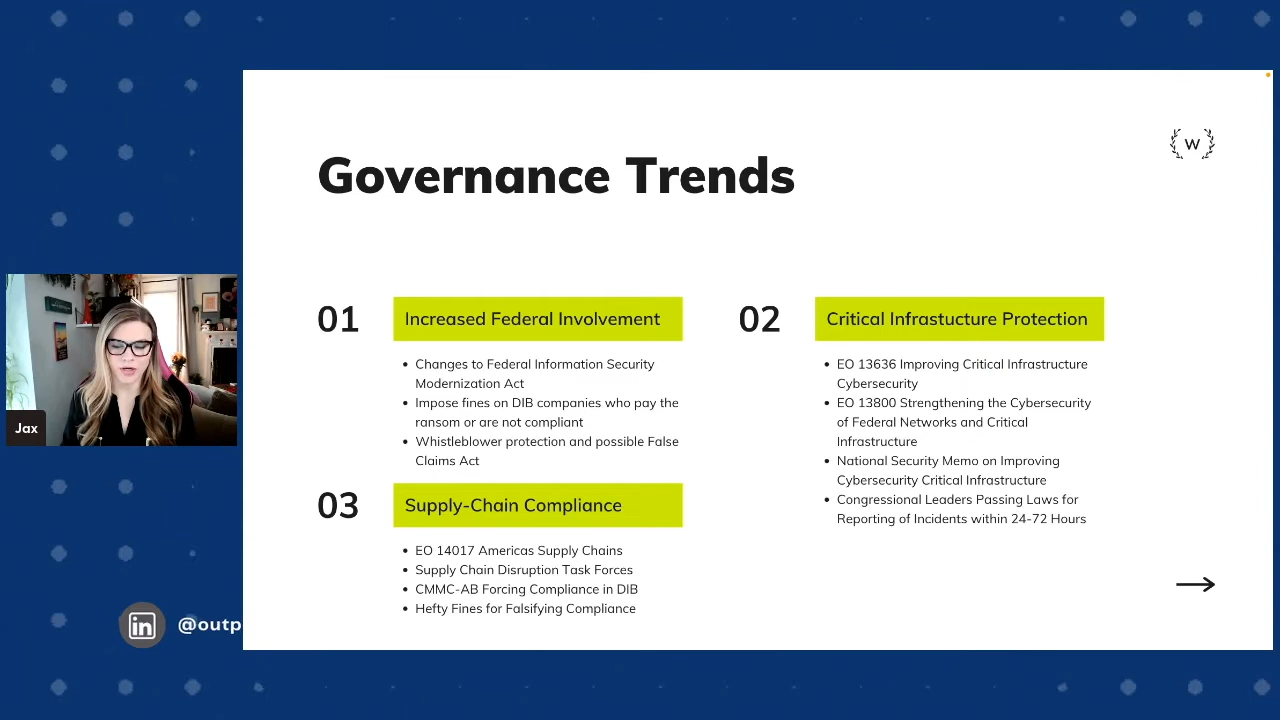 Governance Trends
W
01
Increased Federal Involvement
• Changes to Federal Information Security
Modernization Act
• Impose fines on DIB companies who pay the
ransom or are not compliant
• Whistleblower protection and possible False
Claims Act
02
Critical Infrastucture Protection
• EO 13636 Improving Critical Infrastructure
Cybersecurity
• EO 13800 Strengthening the Cybersecurity
of Federal Networks and Critical
Infrastructure
• National Security Memo on Improving
Cybersecurity Critical Infrastructure
• Congressional Leaders Passing Laws for
Reporting of Incidents within 24-72 Hours
03
Supply-Chain Compliance
• EO 14017 Americas Supply Chains
• Supply Chain Disruption Task Forces
• CMMC-AB Forcing Compliance in DIB
• Hefty Fines for Falsifying Compliance
Jax
in
@outp